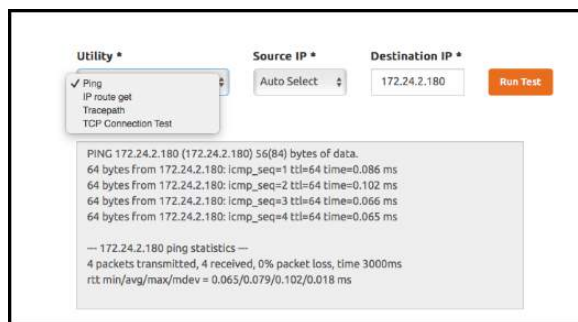 Utility *
Source IP *
Destination IP *
✓ Ping
IP route get
Tracepath
TCP Connection Test
Auto Select
172.24.2.180
Run Test
PING 172.24.2.180 (172.24.2.180) 56(84) bytes of data.
64 bytes from 172.24.2.180: icmp_seq=1 ttl=64 time=0.086 ms
64 bytes from 172.24.2.180: icmp_seq=2 ttl=64 time=0.102 ms
64 bytes from 172.24.2.180: icmp_seq=3 ttl=64 time=0.066 ms
64 bytes from 172.24.2.180: icmp_seq=4 ttl=64 time=0.065 ms
--- 172.24.2.180 ping statistics ---
4 packets transmitted, 4 received, 0% packet loss, time 3000ms
rtt min/avg/max/mdev = 0.065/0.079/0.102/0.018 ms